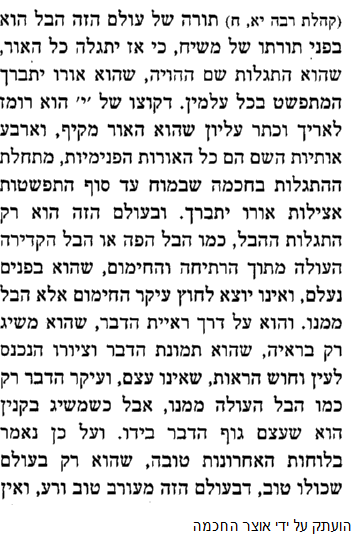 (קהלת רבה יא, ח) תורה של עולם הזה הבל הוא
בפני תורתו של משיח, כי אז יתגלה כל האור,
שהוא התגלות שם ההויה, שהוא אורו יתברך
המתפשט בכל עלמין. דקוצו של ׳י׳ הוא רומז
לאריך וכתר עליון שהוא האור מקיף, וארבע
אותיות השם הם כל האורות הפנימיות, מתחלת
ההתגלות בחכמה שבמוח עד סוף התפשטות
אצילות אורו יתברך. ובעולם הזה הוא רק
התגלות ההבל, כמו הבל הפה או הבל הקדירה
העולה מתוך הרתיחה והחימום, שהוא בפנים
נעלם, ואינו יוצא לחוץ עיקר החימום אלא הבל
ממנו. והוא על דרך ראיית הדבר, שהוא משיג
רק בראיה, שהוא תמונת הדבר וציורו הנכנס
לעין וחוש הראות, שאינו עצם, ועיקר הדבר רק
כמו הבל העולה ממנו, אבל כשמשיג בקנין
הוא שעצם גוף הדבר בידו. ועל כן נאמר
בלוחות האחרונות טובה, שהוא רק בעולם
שכולו טוב, דבעולם הזה מעורב טוב ורע, ואין
הועתק על ידי אוצר החכמה